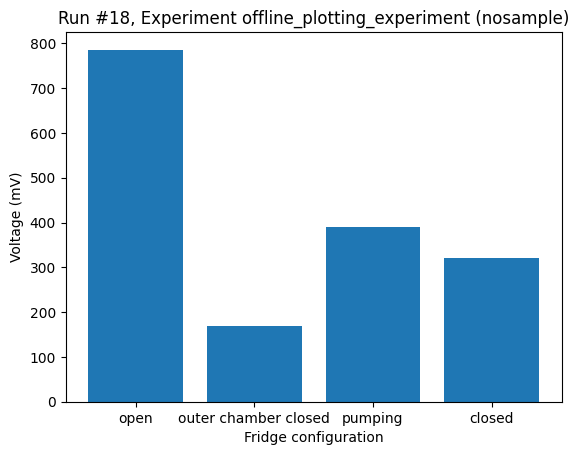 Run #18, Experiment offline_plotting_experiment (nosample)
800
700
600
500
400
300
200
100
0
Voltage (mV)
open outer chamber closed pumping closed
Fridge configuration